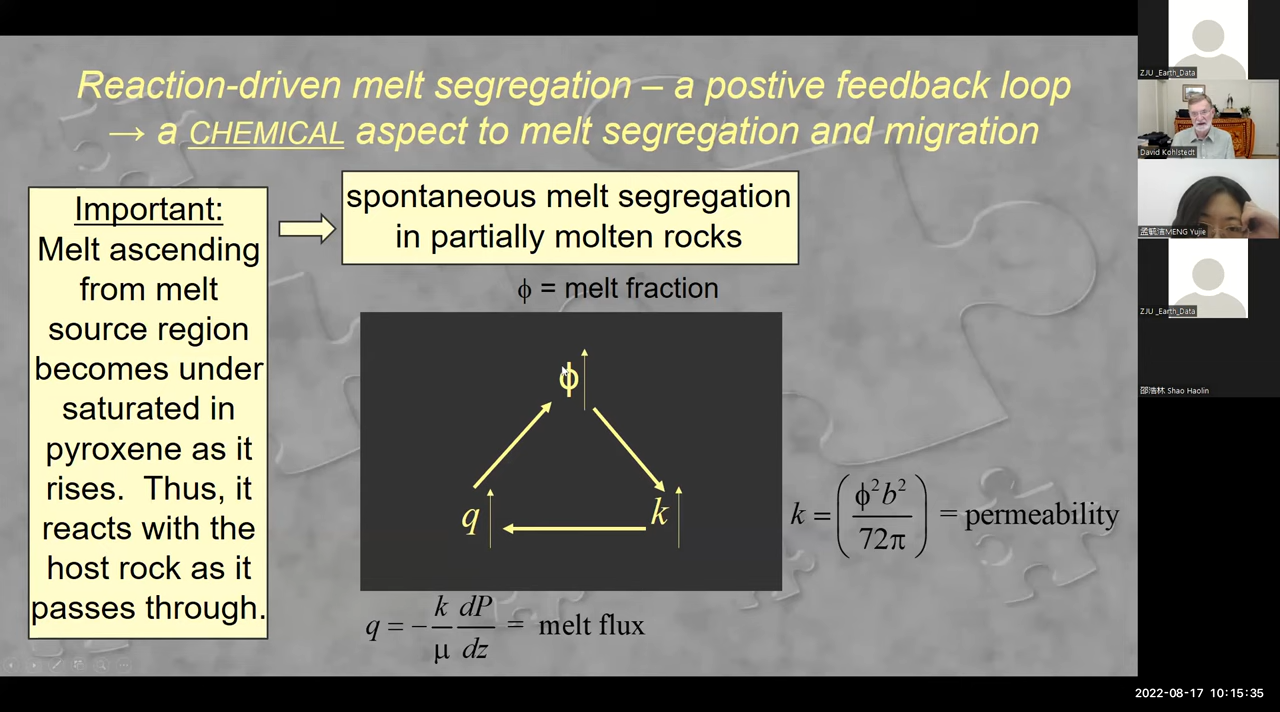 Reaction-driven melt segregation – a postive feedback loop
→ a CHEMICAL aspect to melt segregation and migration
Important:
Melt ascending
from melt
source region
becomes under
saturated in
pyroxene as it
rises. Thus, it
reacts with the
host rock as it
passes through.
spontaneous melt segregation
in partially molten rocks
ϕ = melt fraction
ϕ
q
k
k = (ϕ²b²/72π) = permeability
q = − k/μ dP/dz = melt flux
ZJU _Earth_Data
David Kohlstedt
孟毓洁MENG Yujie
ZJU _Earth_Data
邵浩林 Shao Haolin
2022-08-17 10:15:35